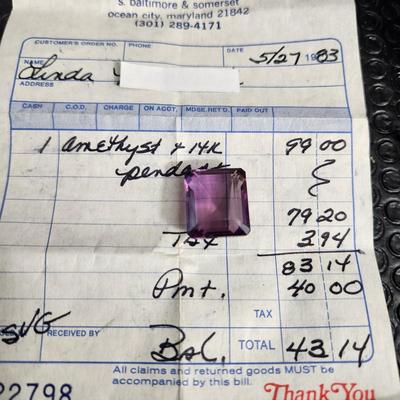 s. baltimore & somerset
ocean city, maryland 21842
(301) 289-4171
CUSTOMER'S ORDER NO. PHONE DATE
5/27 1983
NAME
Linda
ADDRESS
CASH C.O.D. CHARGE ON ACCT. MDSE. RET'D. PAID OUT
1 amethyst & 14K 99 00
pendant
79 20
Tax 3 94
83 14
Pmt. 40 00
TAX
SVG RECEIVED BY
Bal. TOTAL 43 14
All claims and returned goods MUST be
accompanied by this bill.
22798 Thank You